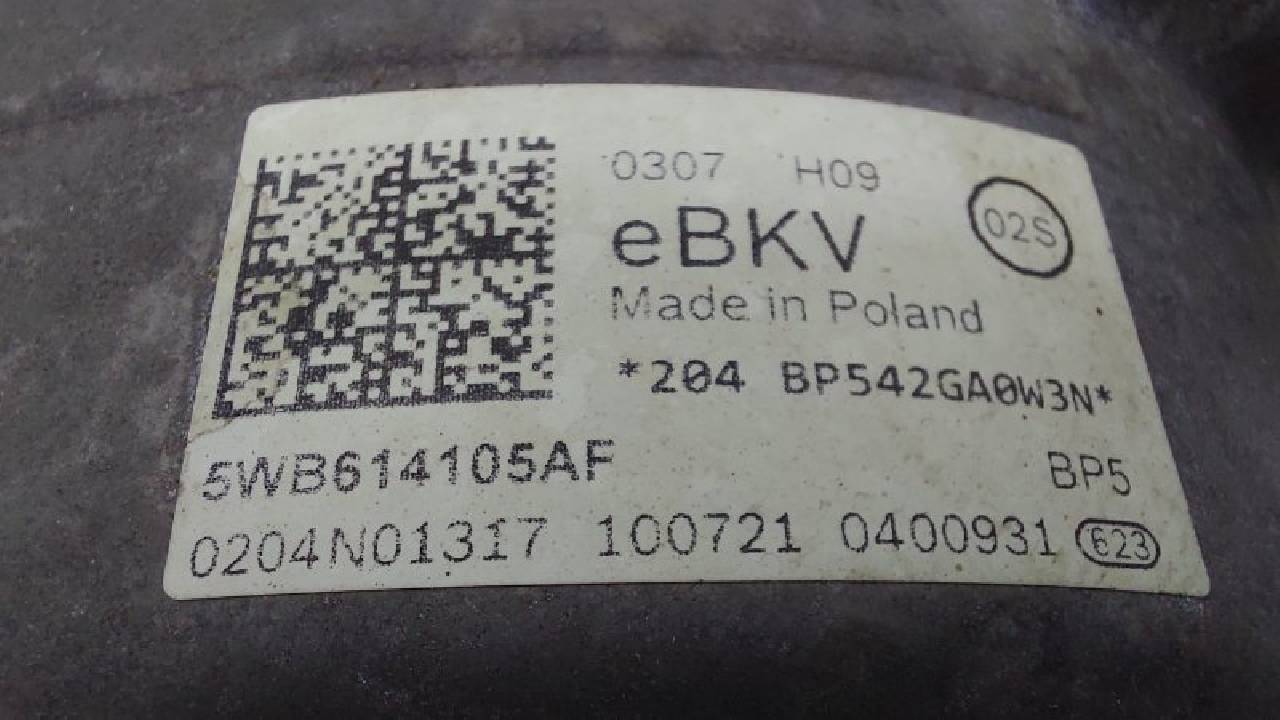 0307 H09
02S
eBKV
Made in Poland
*204 BP542GA0W3N*
5WB614105AF
BP5
0204N01317 100721 0400931 623